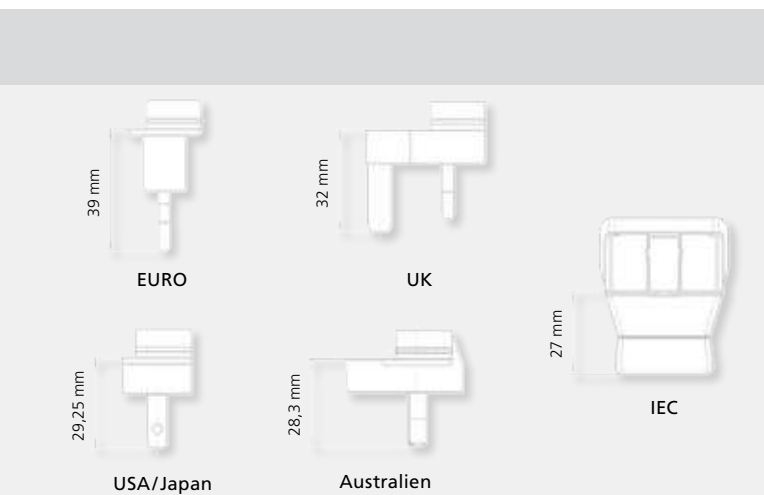 39 mm
EURO
32 mm
UK
27 mm
IEC
29,25 mm
USA/Japan
28,3 mm
Australien